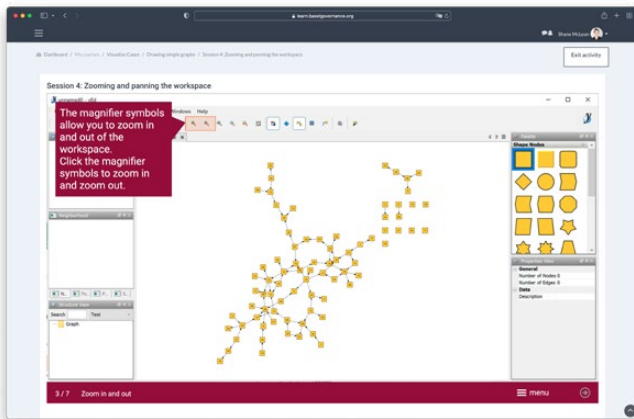 learn.baselgovernance.org
Shane McLean
Dashboard / My courses / Visualise Cases / Drawing simple graphs / Session 4: Zooming and panning the workspace
Exit activity
Session 4: Zooming and panning the workspace
Windows Help
The magnifier symbols
allow you to zoom in
and out of the
workspace.
Click the magnifier
symbols to zoom in
and zoom out.
Palette
Shape Nodes
Neighborhood
Structure View
Search Text
Graph
Properties View
General
Number of Nodes 0
Number of Edges 0
Data
Description
3 / 7 Zoom in and out
menu